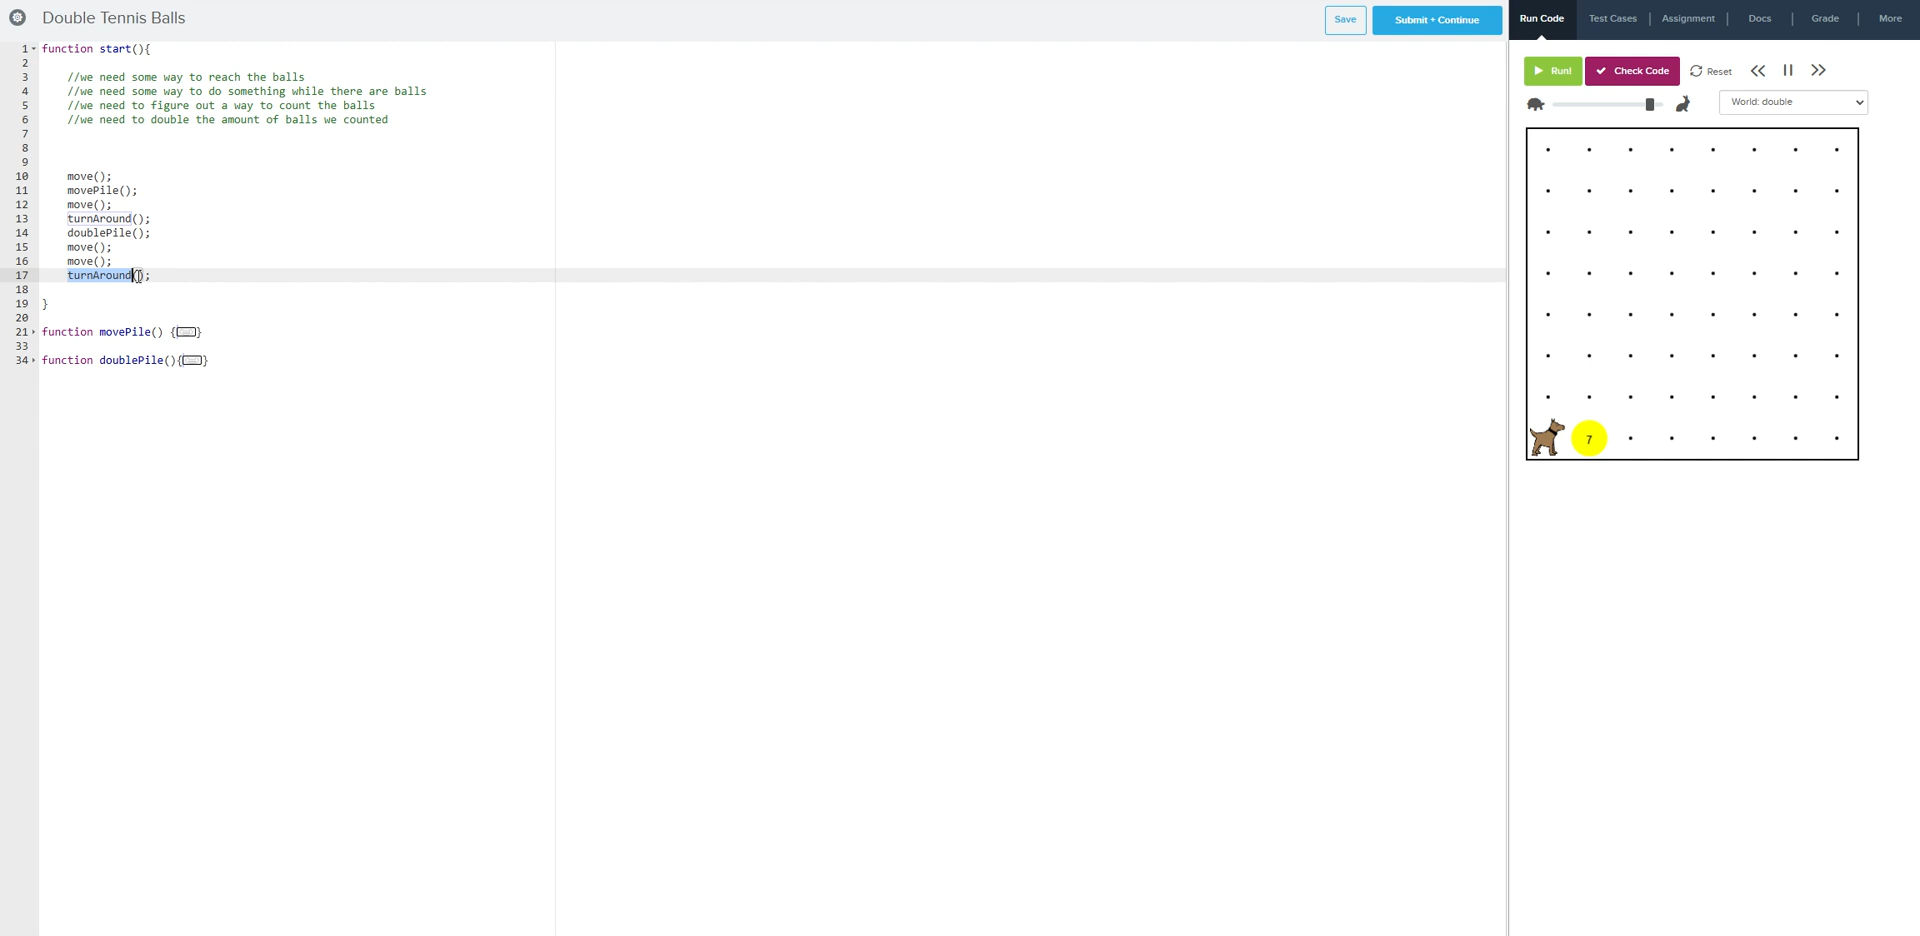 Double Tennis Balls
Save
Submit + Continue
Run Code
Test Cases
Assignment
Docs
Grade
More
1 function start(){
2
3 //we need some way to reach the balls
4 //we need some way to do something while there are balls
5 //we need to figure out a way to count the balls
6 //we need to double the amount of balls we counted
7
8
9
10 move();
11 movePile();
12 move();
13 turnAround();
14 doublePile();
15 move();
16 move();
17 turnAround();
18
19 }
20
21 function movePile() {}
33
34 function doublePile(){}
Run!
Check Code
Reset
World: double
7